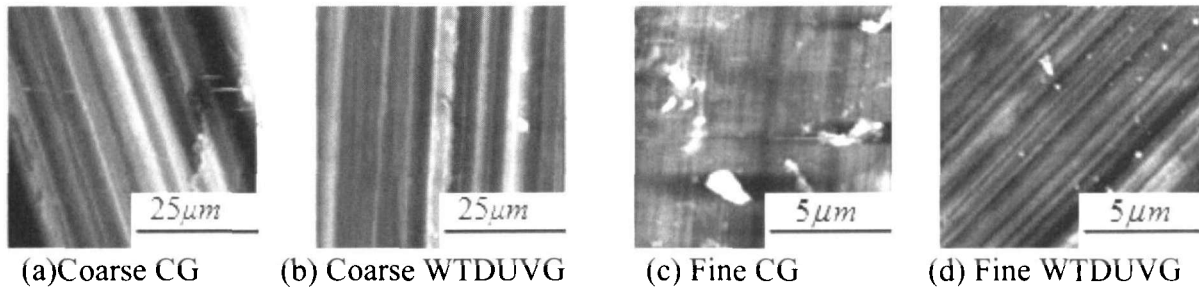 25μm
25μm
5μm
5μm
(a)Coarse CG
(b) Coarse WTDUVG
(c) Fine CG
(d) Fine WTDUVG